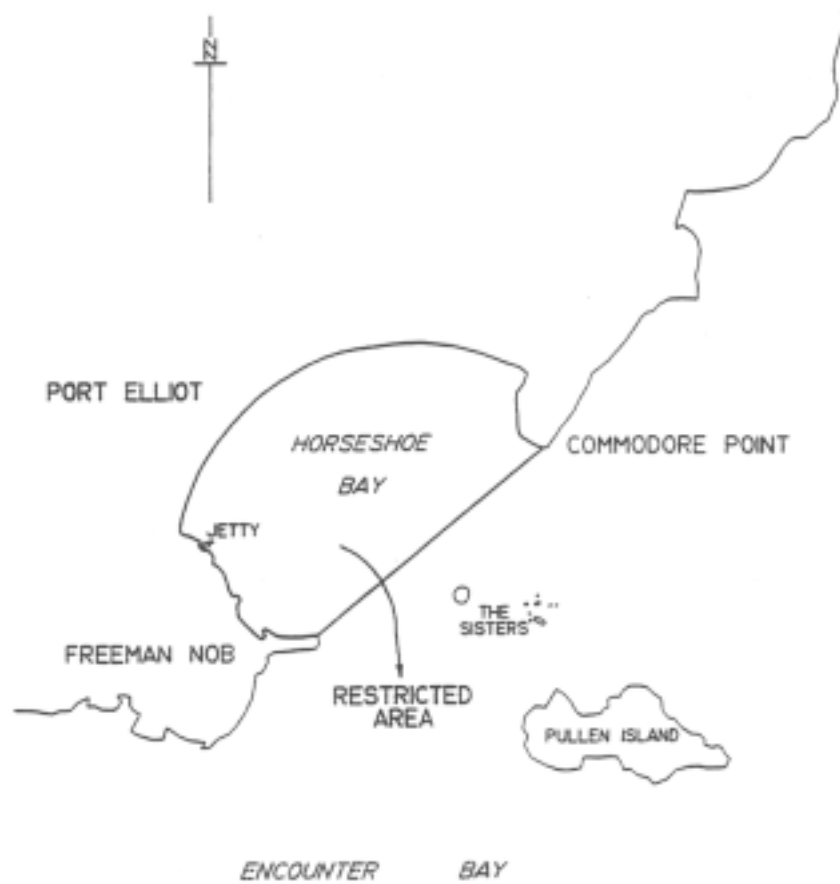 N
PORT ELLIOT
HORSESHOE
BAY
COMMODORE POINT
JETTY
THE
SISTERS
FREEMAN NOB
RESTRICTED
AREA
PULLEN ISLAND
ENCOUNTER BAY